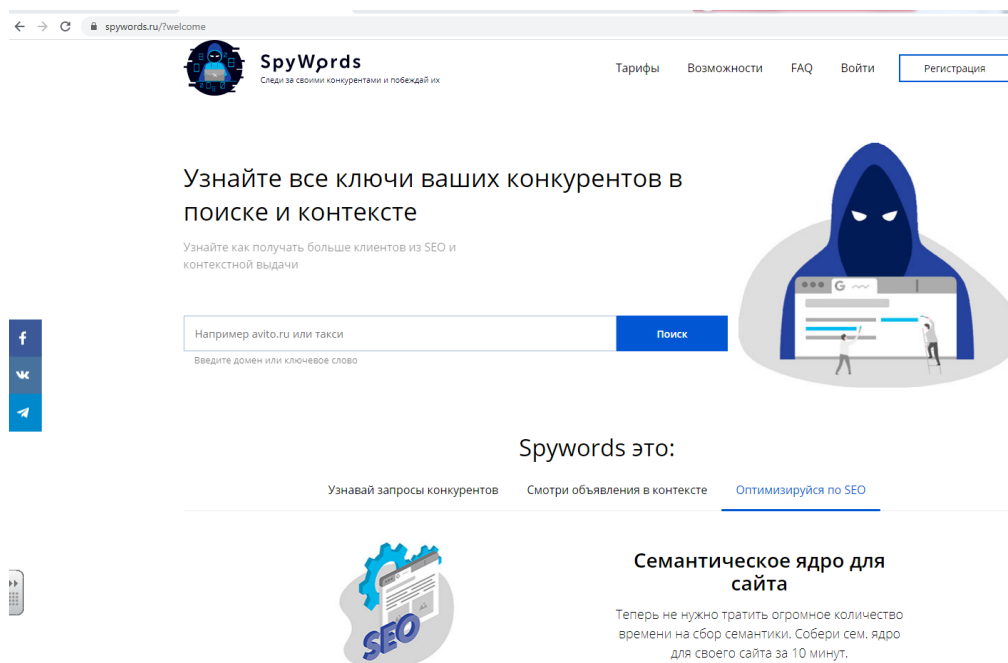 spywords.ru/?welcome
SpyWords
Следи за своими конкурентами и побеждай их
Тарифы Возможности FAQ Войти Регистрация
Узнайте все ключи ваших конкурентов в
поиске и контексте
Узнайте как получать больше клиентов из SEO и
контекстной выдачи
G
Например avito.ru или такси Поиск
Введите домен или ключевое слово
Spywords это:
Узнавай запросы конкурентов Смотри объявления в контексте Оптимизируйся по SEO
SEO
Семантическое ядро для
сайта
Теперь не нужно тратить огромное количество
времени на сбор семантики. Собери сем. ядро
для своего сайта за 10 минут.